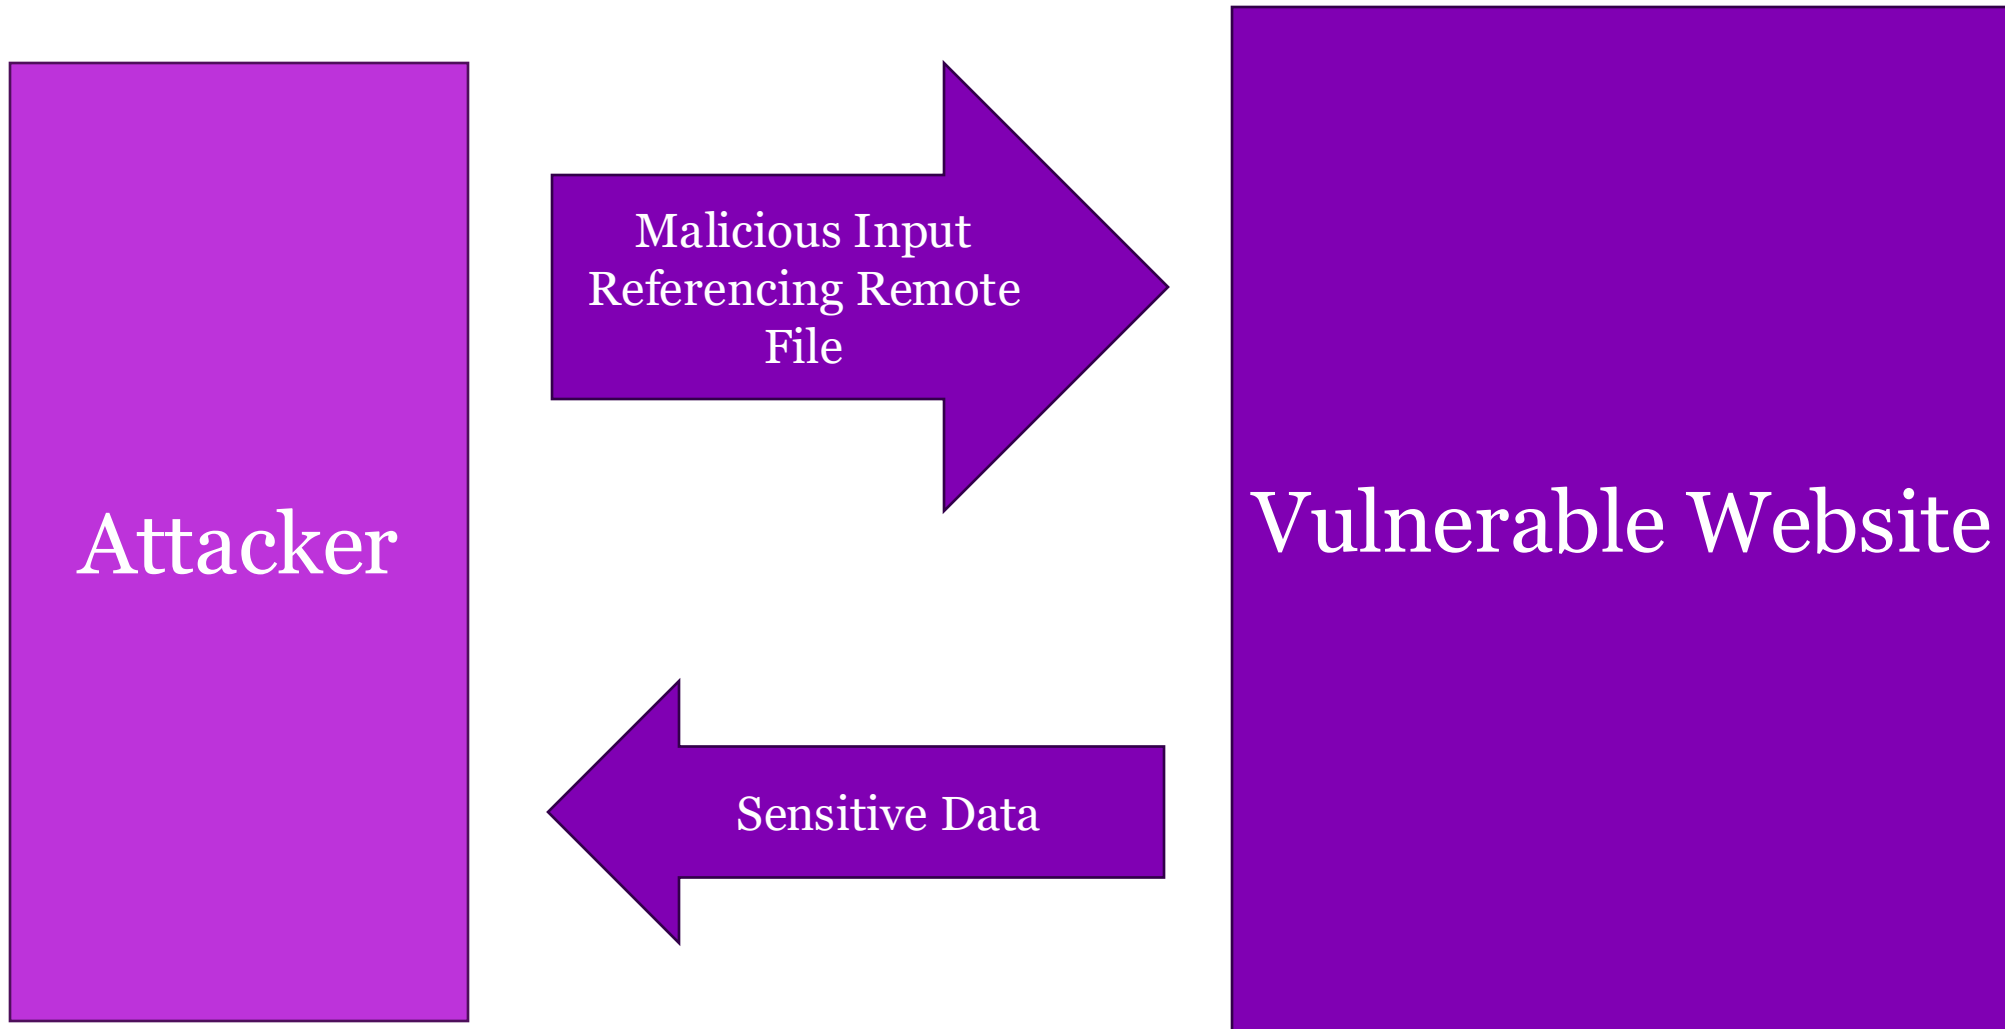 Attacker
Malicious Input
Referencing Remote
File
Sensitive Data
Vulnerable Website